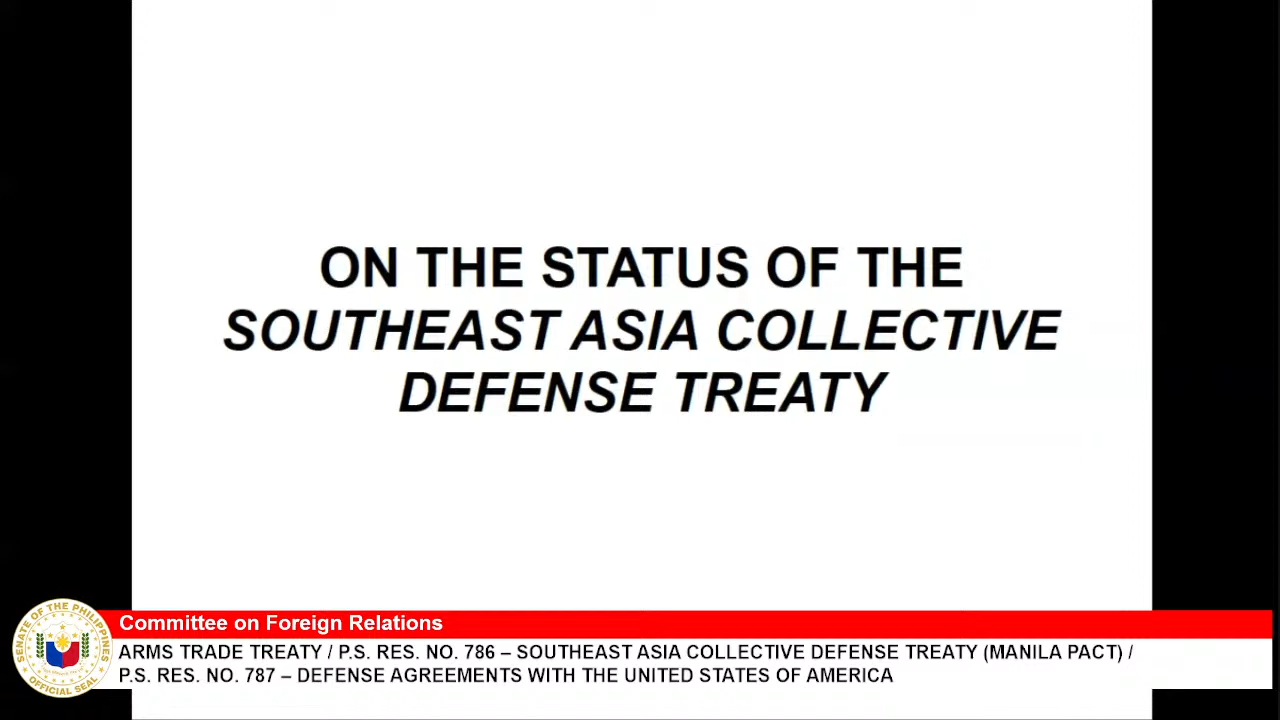 ON THE STATUS OF THE
SOUTHEAST ASIA COLLECTIVE
DEFENSE TREATY
Committee on Foreign Relations
ARMS TRADE TREATY / P.S. RES. NO. 786 – SOUTHEAST ASIA COLLECTIVE DEFENSE TREATY (MANILA PACT) /
P.S. RES. NO. 787 – DEFENSE AGREEMENTS WITH THE UNITED STATES OF AMERICA
SENATE OF THE PHILIPPINES
OFFICIAL SEAL